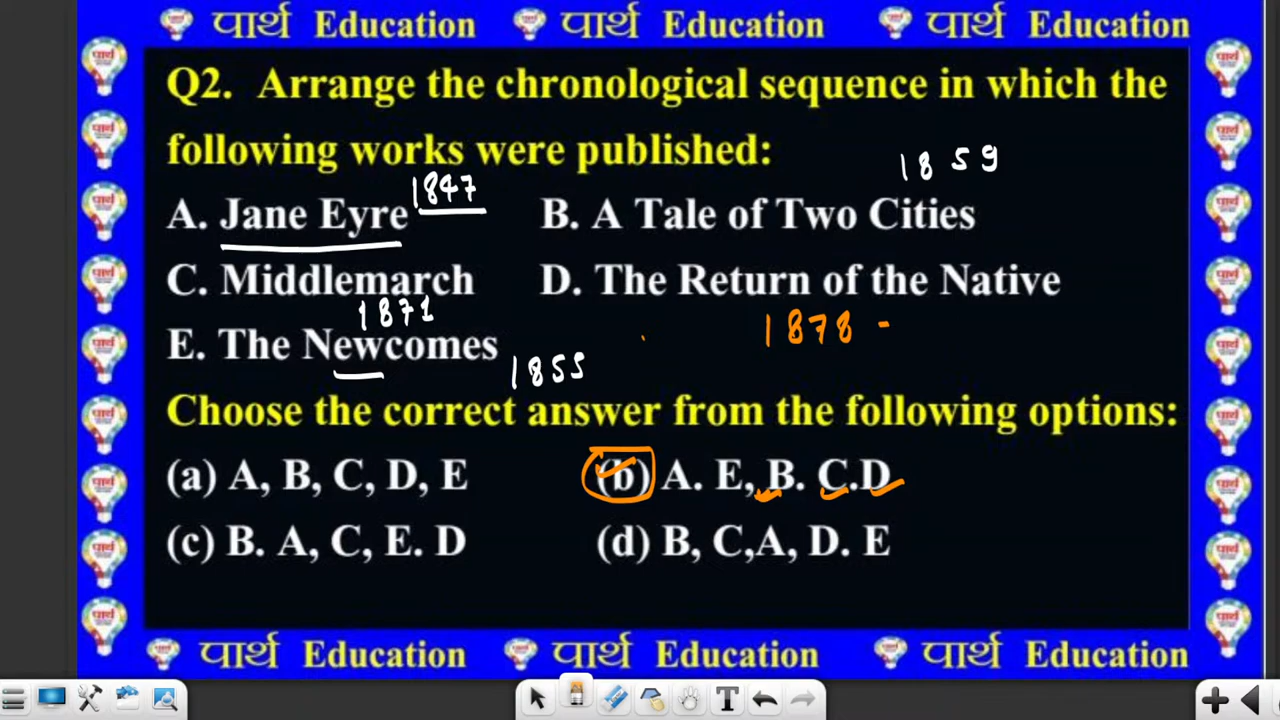 पार्थ Education पार्थ Education पार्थ Education
Q2. Arrange the chronological sequence in which the
following works were published:
1859
1847
A. Jane Eyre B. A Tale of Two Cities
C. Middlemarch D. The Return of the Native
1871
1878 -
E. The Newcomes
1855
Choose the correct answer from the following options:
(a) A, B, C, D, E (b) A. E, B. C.D
(c) B. A, C, E. D (d) B, C,A, D. E
पार्थ Education पार्थ Education पार्थ Education